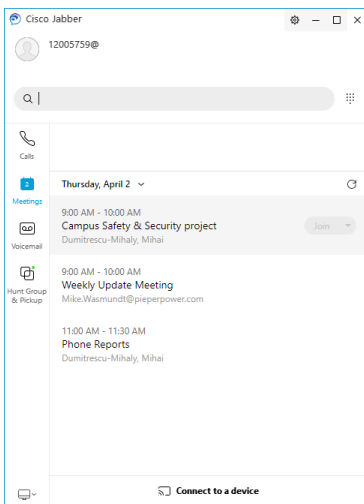 Cisco Jabber
12005759@
Calls
Meetings
Voicemail
Hunt Group
& Pickup
Thursday, April 2
9:00 AM - 10:00 AM
Campus Safety & Security project
Dumitrescu-Mihaly, Mihai
Join
9:00 AM - 10:00 AM
Weekly Update Meeting
Mike.Wasmundt@pieperpower.com
11:00 AM - 11:30 AM
Phone Reports
Dumitrescu-Mihaly, Mihai
Connect to a device